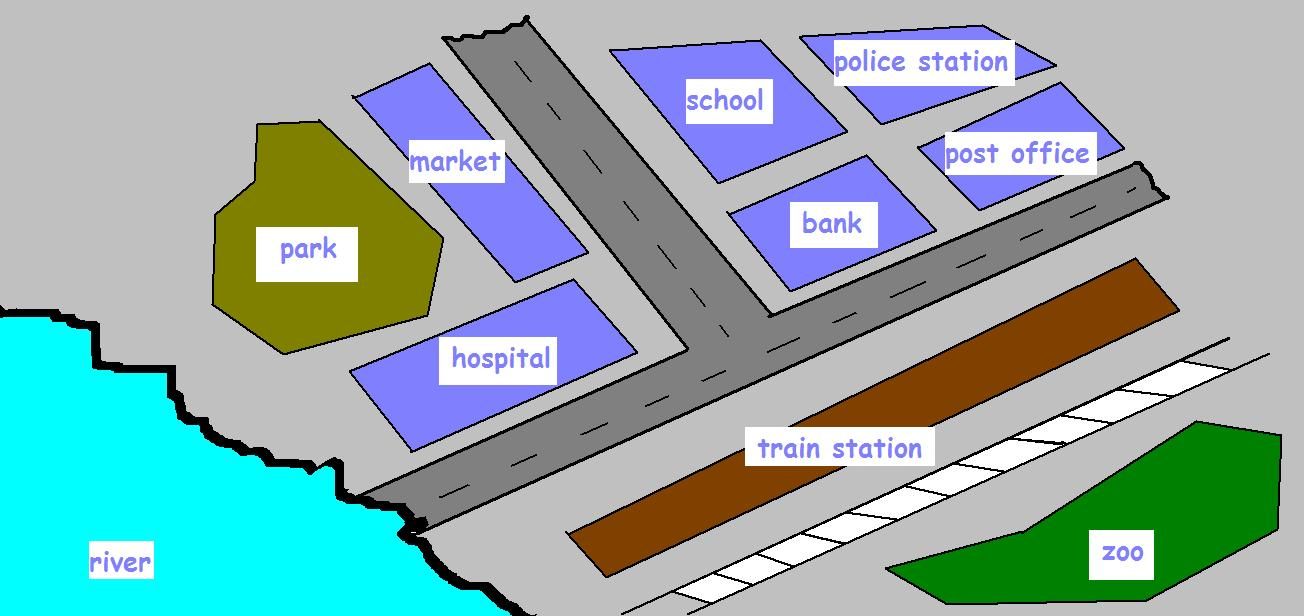 police station
school
post office
market
bank
park
hospital
train station
zoo
river